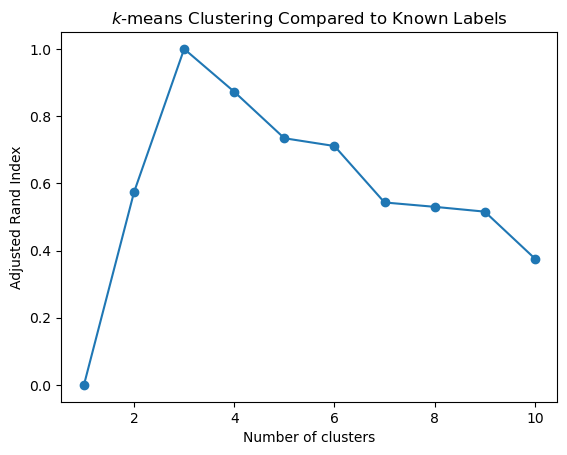 k-means Clustering Compared to Known Labels
1.0
0.8
0.6
0.4
0.2
0.0
Adjusted Rand Index
2 4 6 8 10
Number of clusters